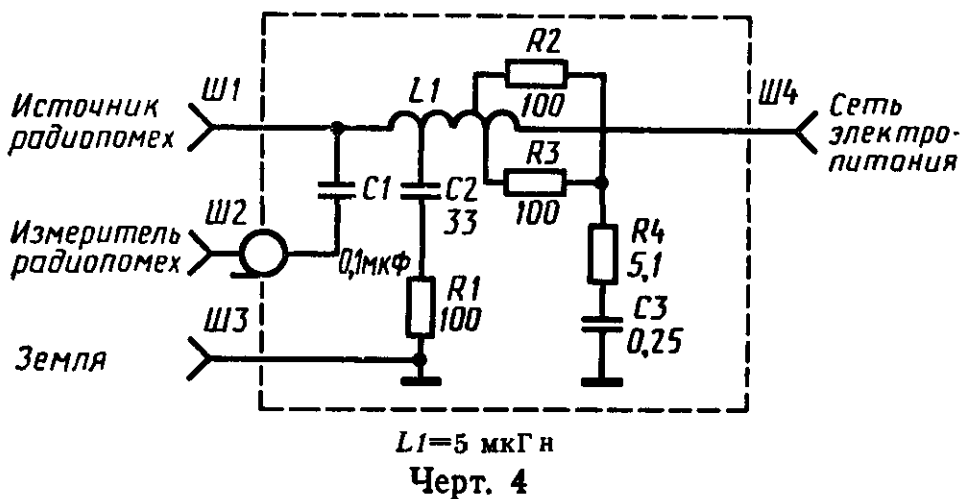 R2
100
Ш1
L1
Ш4
Источник
радиопомех
Сеть
электро-
питания
R3
100
C1
C2
33
Ш2
Измеритель
радиопомех
0,1мкФ
R4
5,1
R1
100
C3
0,25
Ш3
Земля
L1=5 мкГн
Черт. 4